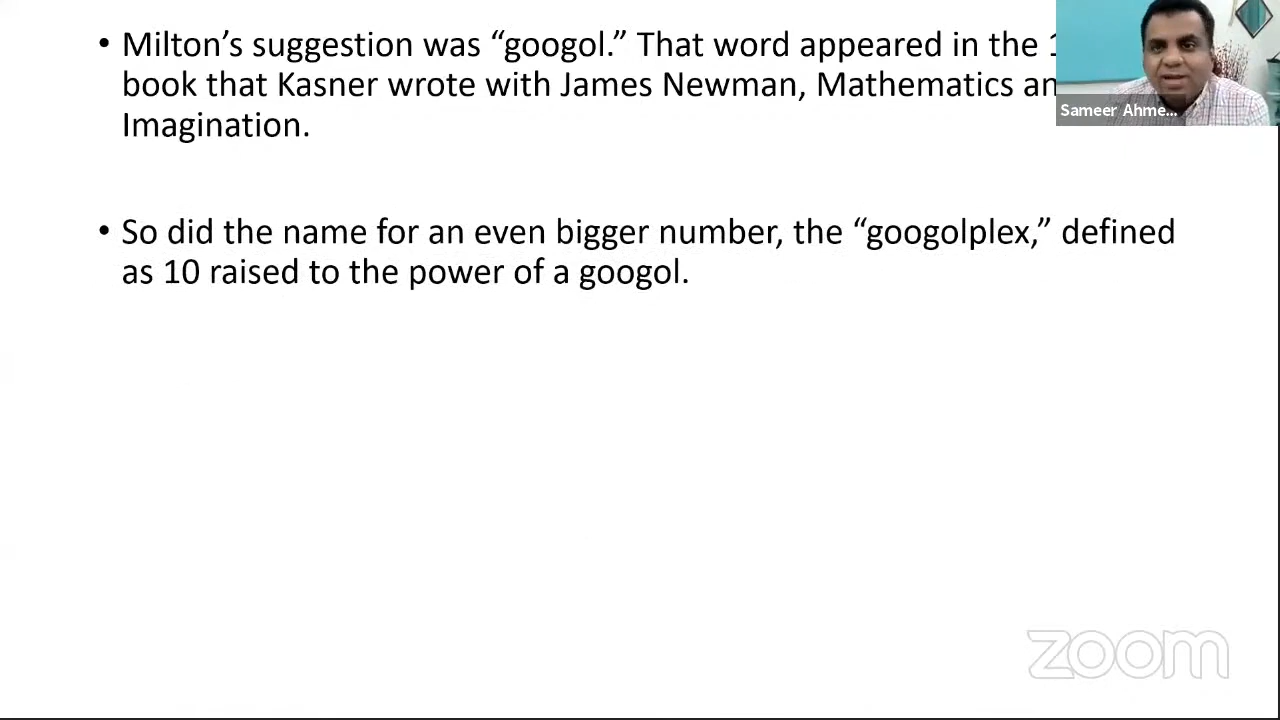 • Milton’s suggestion was “googol.” That word appeared in the
book that Kasner wrote with James Newman, Mathematics
Imagination.
• So did the name for an even bigger number, the “googolplex,” defined
as 10 raised to the power of a googol.
Sameer Ahme...
zoom